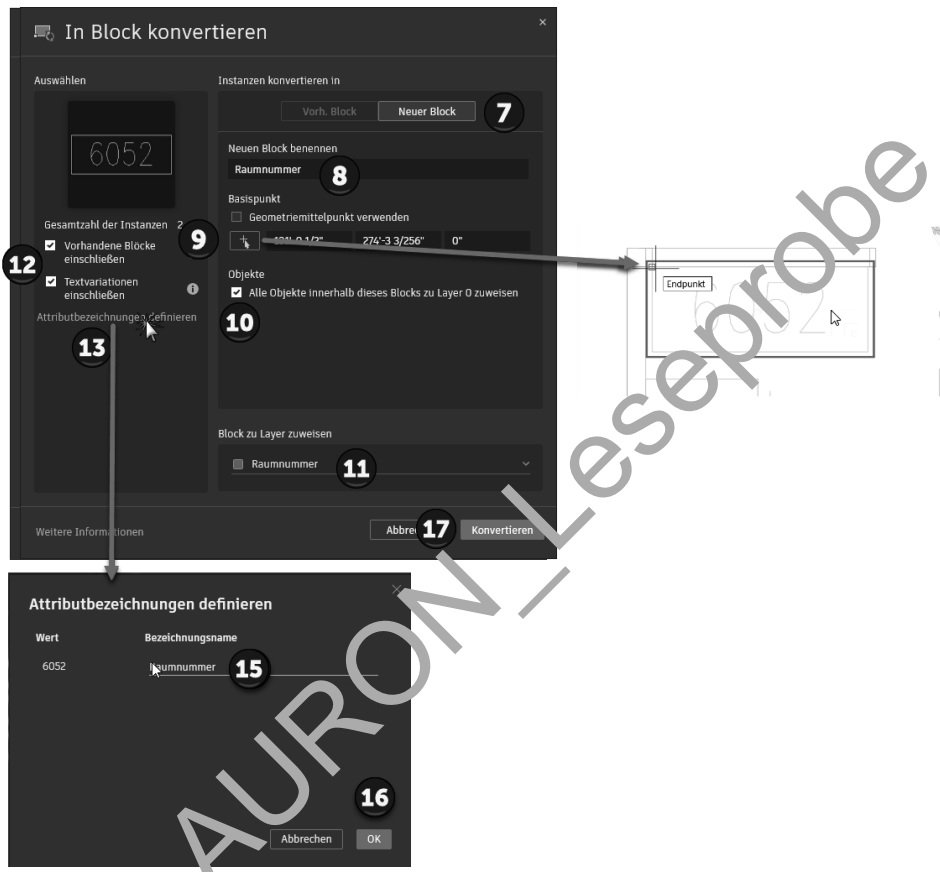 In Block konvertieren
Auswählen
6052
Gesamtzahl der Instanzen 2
Vorhandene Blöcke
einschließen
12
Textvariationen
einschließen
Attributbezeichnungen definieren
13
Instanzen konvertieren in
Vorh. Block Neuer Block 7
Neuen Block benennen
Raumnummer 8
Basispunkt
Geometriemittelpunkt verwenden
9 274'-3 3/256" 0"
Objekte
Alle Objekte innerhalb dieses Blocks zu Layer 0 zuweisen
10
Block zu Layer zuweisen
Raumnummer 11
Weitere Informationen
17 Konvertieren
Endpunkt
6052
Attributbezeichnungen definieren
Wert Bezeichnungsname
6052 Raumnummer 15
16
Abbrechen OK
AURON_Leseprobe